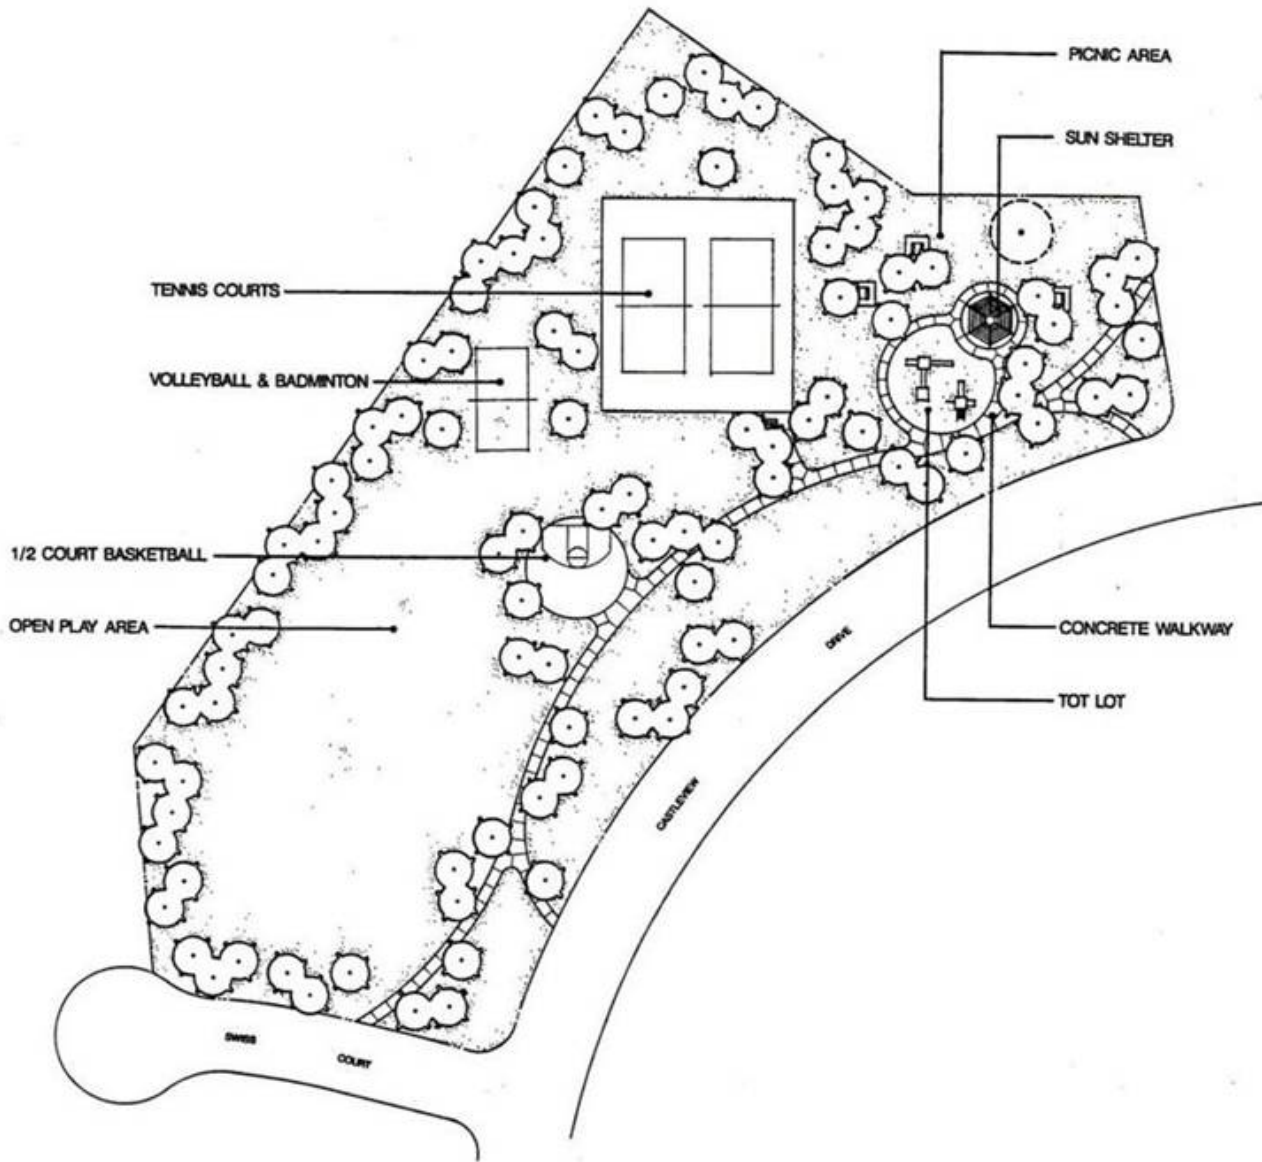 PICNIC AREA
SUN SHELTER
TENNIS COURTS
VOLLEYBALL & BADMINTON
1/2 COURT BASKETBALL
OPEN PLAY AREA
CONCRETE WALKWAY
DRIVE
TOT LOT
CASTLEVIEW
SWISS COURT